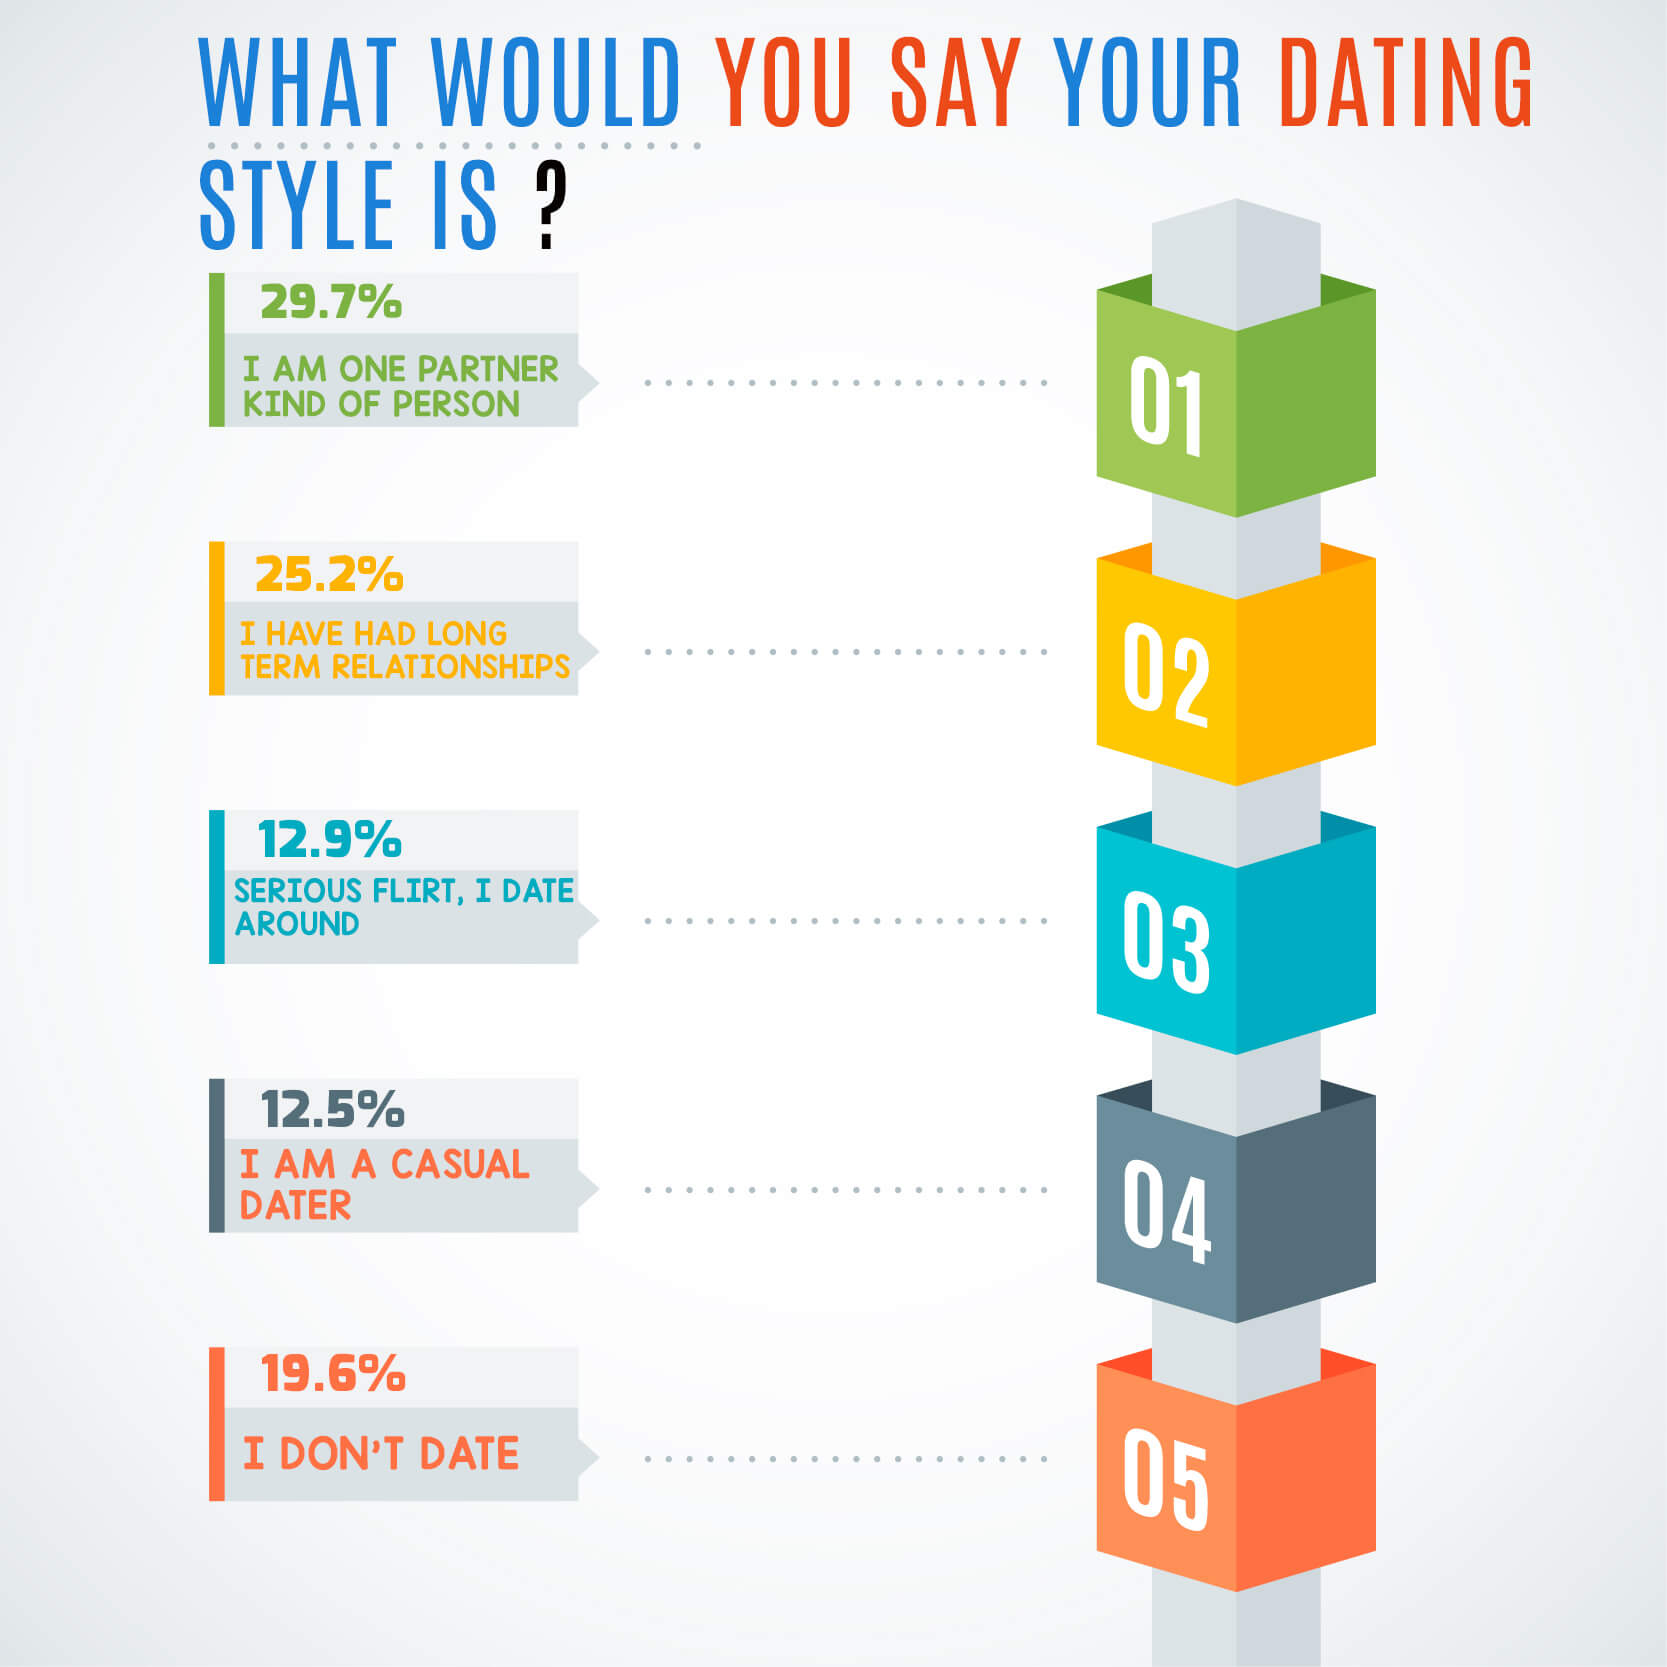 WHAT WOULD YOU SAY YOUR DATING
STYLE IS ?
29.7%
I AM ONE PARTNER
KIND OF PERSON
01
25.2%
I HAVE HAD LONG
TERM RELATIONSHIPS
02
12.9%
SERIOUS FLIRT, I DATE
AROUND
03
12.5%
I AM A CASUAL
DATER
04
19.6%
I DON'T DATE
05